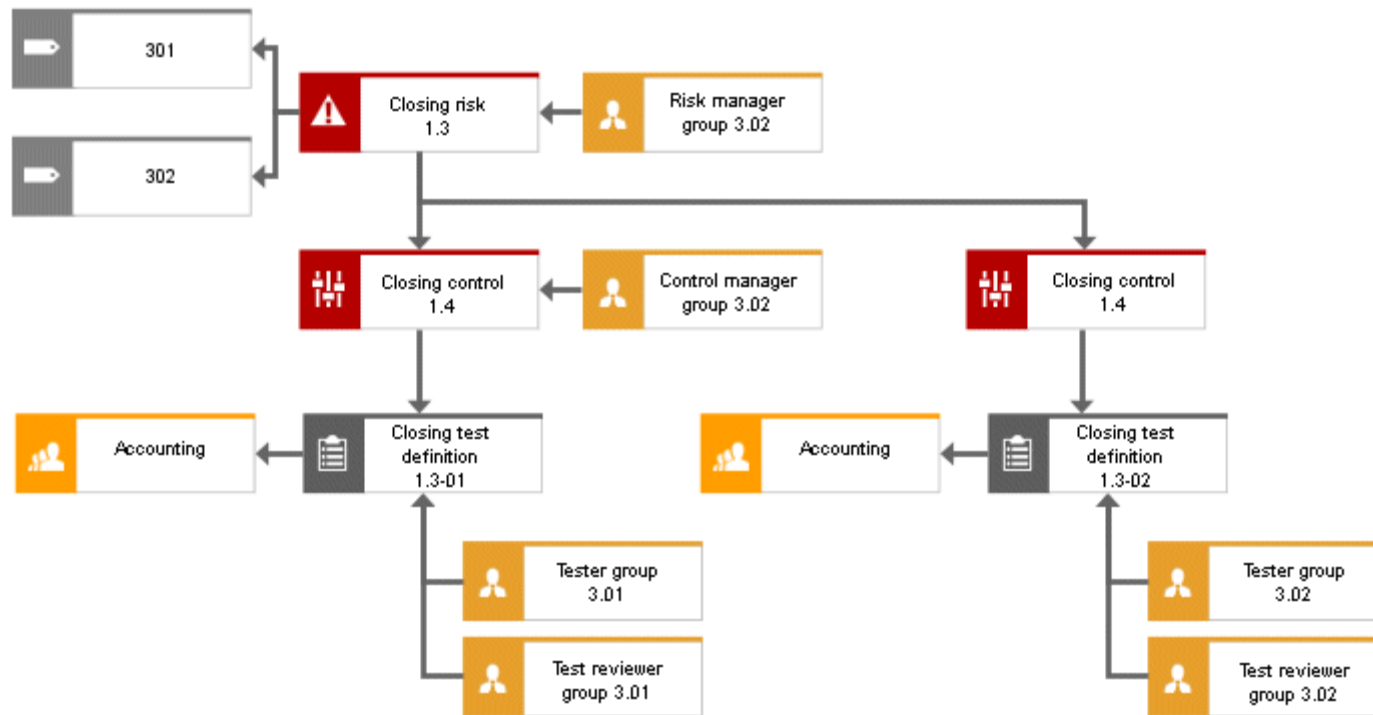 301
Closing risk
1.3
Risk manager
group 3.02
302
Closing control
1.4
Control manager
group 3.02
Closing control
1.4
Accounting
Closing test
definition
1.3-01
Accounting
Closing test
definition
1.3-02
Tester group
3.01
Tester group
3.02
Test reviewer
group 3.01
Test reviewer
group 3.02